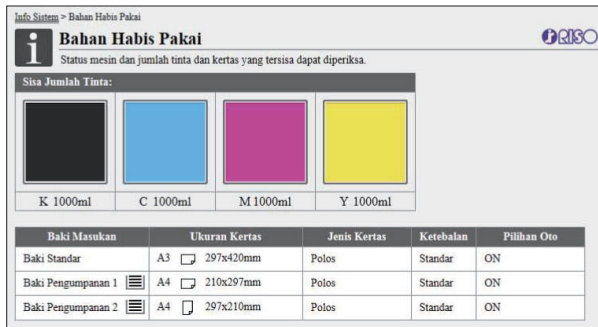 Info Sistem > Bahan Habis Pakai
Bahan Habis Pakai
RISO
Status mesin dan jumlah tinta dan kertas yang tersisa dapat diperiksa.
Sisa Jumlah Tinta:
K 1000ml C 1000ml M 1000ml Y 1000ml
Baki Masukan Ukuran Kertas Jenis Kertas Ketebalan Pilihan Oto
Baki Standar A3 297x420mm Polos Standar ON
Baki Pengumpanan 1 A4 210x297mm Polos Standar ON
Baki Pengumpanan 2 A4 297x210mm Polos Standar ON